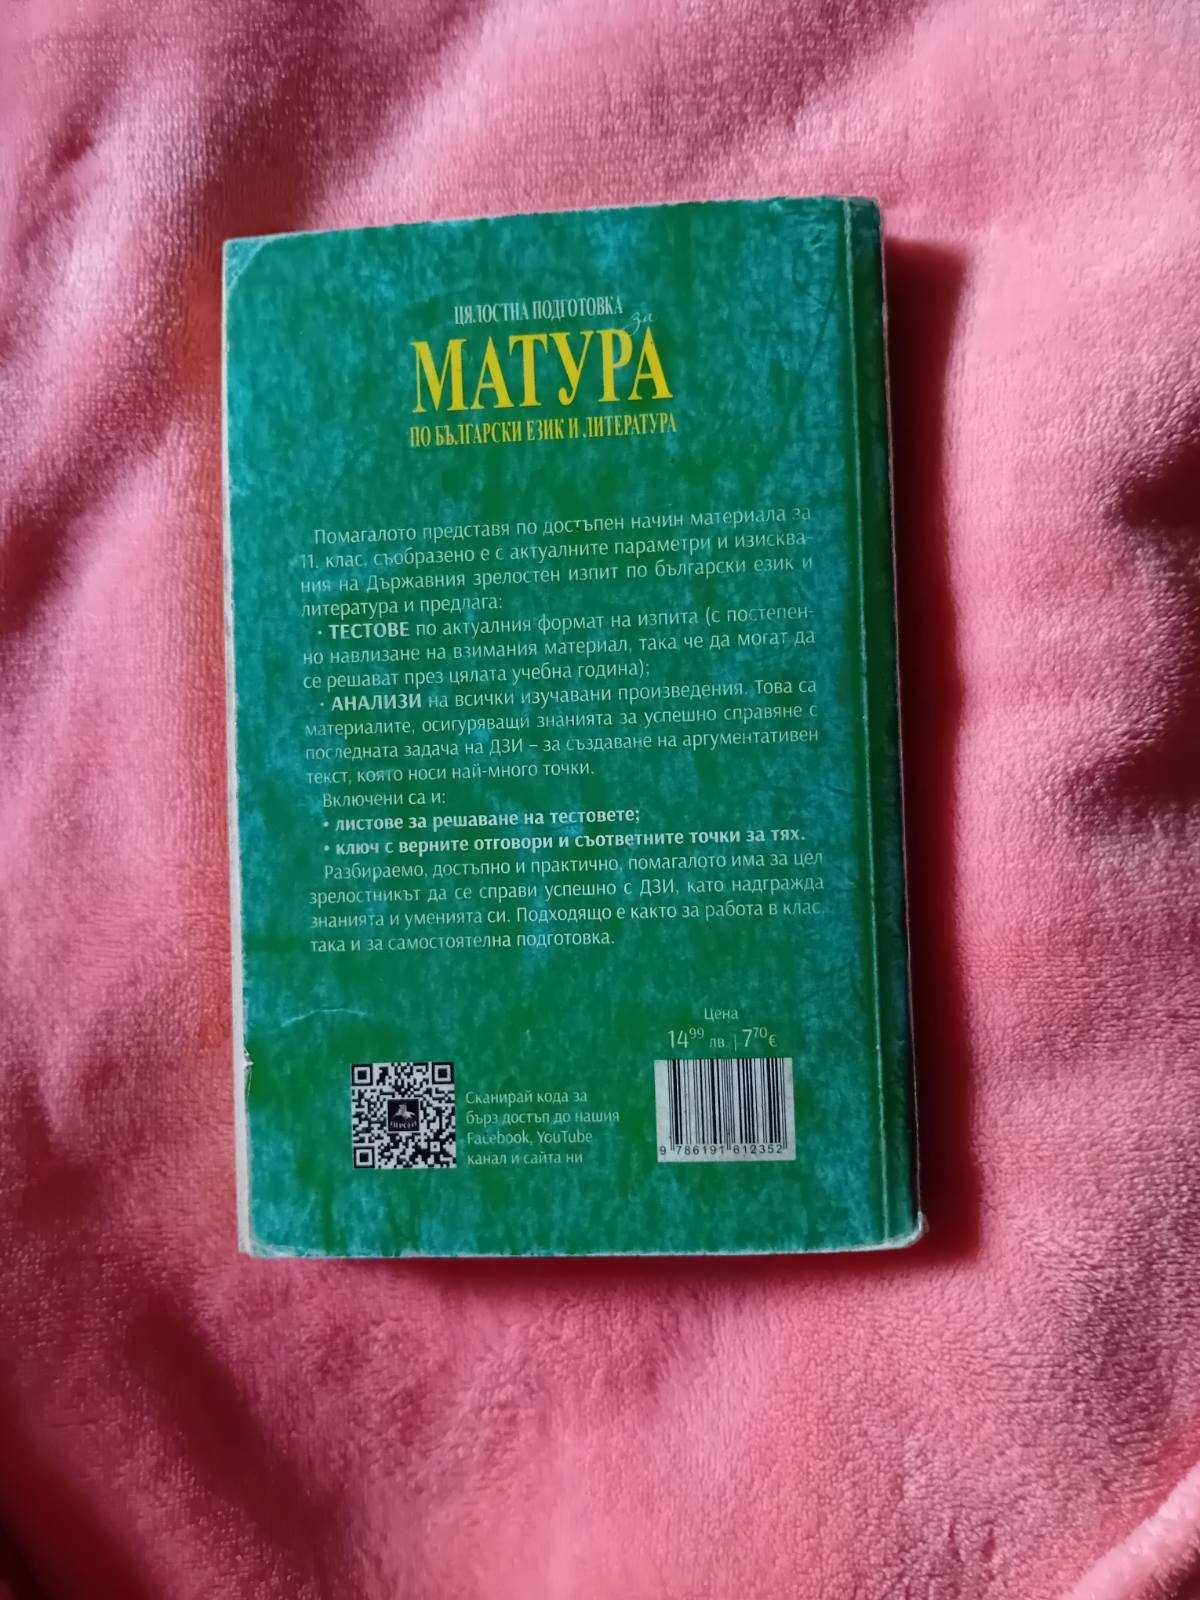 ЦЯЛОСТНА ПОДГОТОВКА
за
МАТУРА
ПО БЪЛГАРСКИ ЕЗИК И ЛИТЕРАТУРА
Помагалото представя по достъпен начин материала за
11. клас, съобразено е с актуалните параметри и изисква-
ния на Държавния зрелостен изпит по български език и
литература и предлага:
• ТЕСТОВЕ по актуалния формат на изпита (с постепен-
но навлизане на взимания материал, така че да могат да
се решават през цялата учебна година);
• АНАЛИЗИ на всички изучавани произведения. Това са
материалите, осигуряващи знанията за успешно справяне с
последната задача на ДЗИ – за създаване на аргументативен
текст, която носи най-много точки.
Включени са и:
• листове за решаване на тестовете;
• ключ с верните отговори и съответните точки за тях.
Разбираемо, достъпно и практично, помагалото има за цел
зрелостникът да се справи успешно с ДЗИ, като надгражда
знанията и уменията си. Подходящо е както за работа в клас,
така и за самостоятелна подготовка.
Цена
14⁹⁹ лв. | 7⁷⁰ €
Сканирай кода за
бърз достъп до нашия
Facebook, YouTube
канал и сайта ни
ПЕРСЕЙ
9 786191 612352